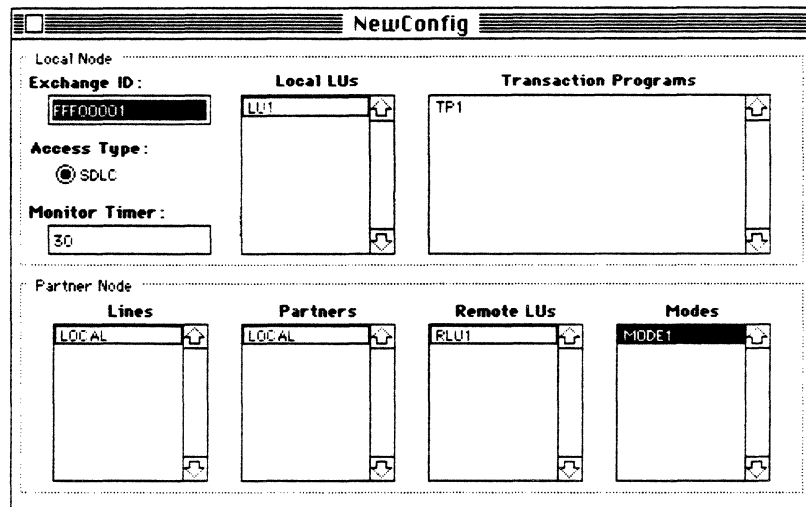 NewConfig
Local Node
Exchange ID:
FFF00001
Access Type:
SDLC
Monitor Timer:
30
Local LUs
LU1
Transaction Programs
TP1
Partner Node
Lines
LOCAL
Partners
LOCAL
Remote LUs
RLU1
Modes
MODE1